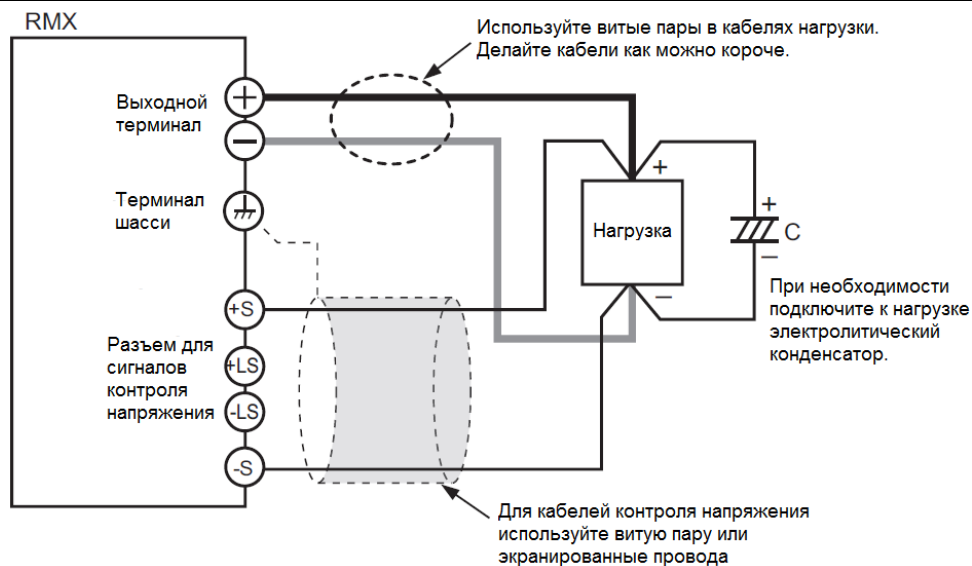 RMX
Используйте витые пары в кабелях нагрузки.
Делайте кабели как можно короче.
Выходной
терминал
+
−
Терминал
шасси
+
Нагрузка
−
+
C
−
При необходимости
подключите к нагрузке
электролитический
конденсатор.
+S
Разъем для
сигналов
контроля
напряжения
+LS
-LS
-S
Для кабелей контроля напряжения
используйте витую пару или
экранированные провода